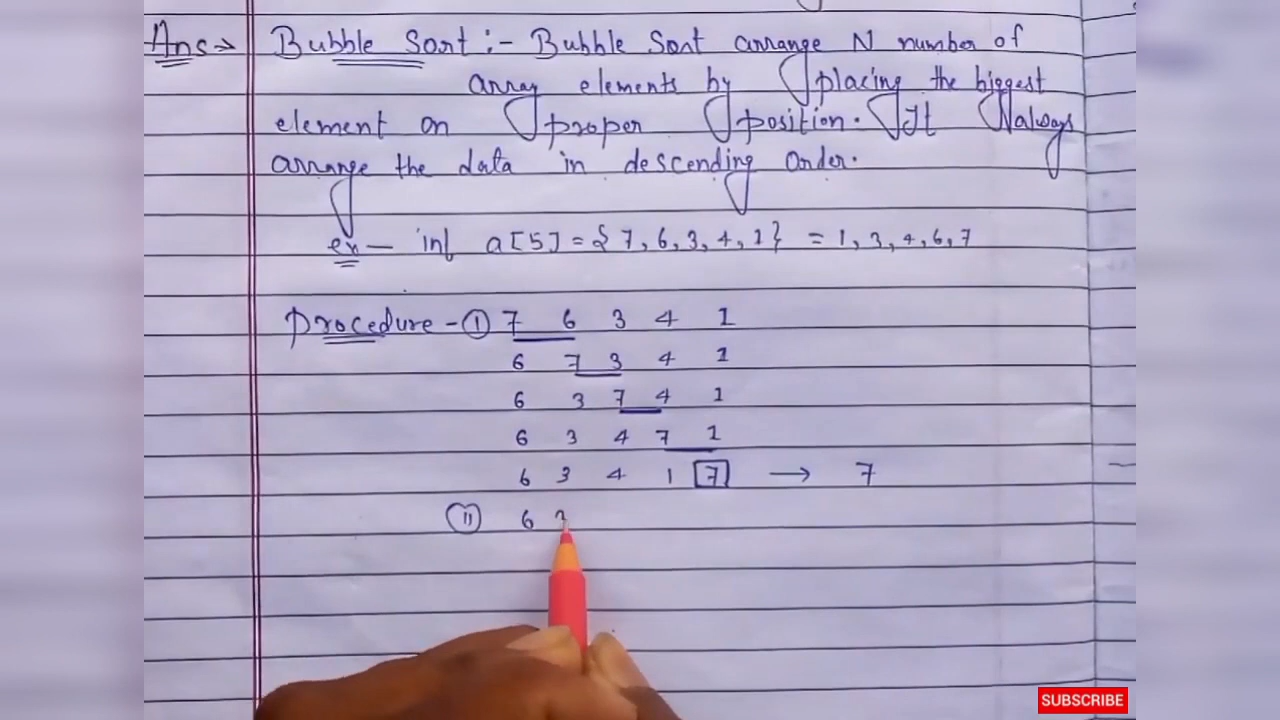 Ans → Bubble Sort :- Bubble Sort arrange N number of
array elements by placing the biggest
element on proper position. It always
arrange the data in descending order.
ex — int a[5] = {7, 6, 3, 4, 1} = 1, 3, 4, 6, 7
Procedure - (I) 7 6 3 4 1
6 7 3 4 1
6 3 7 4 1
6 3 4 7 1
6 3 4 1 7 → 7
(II) 6
SUBSCRIBE